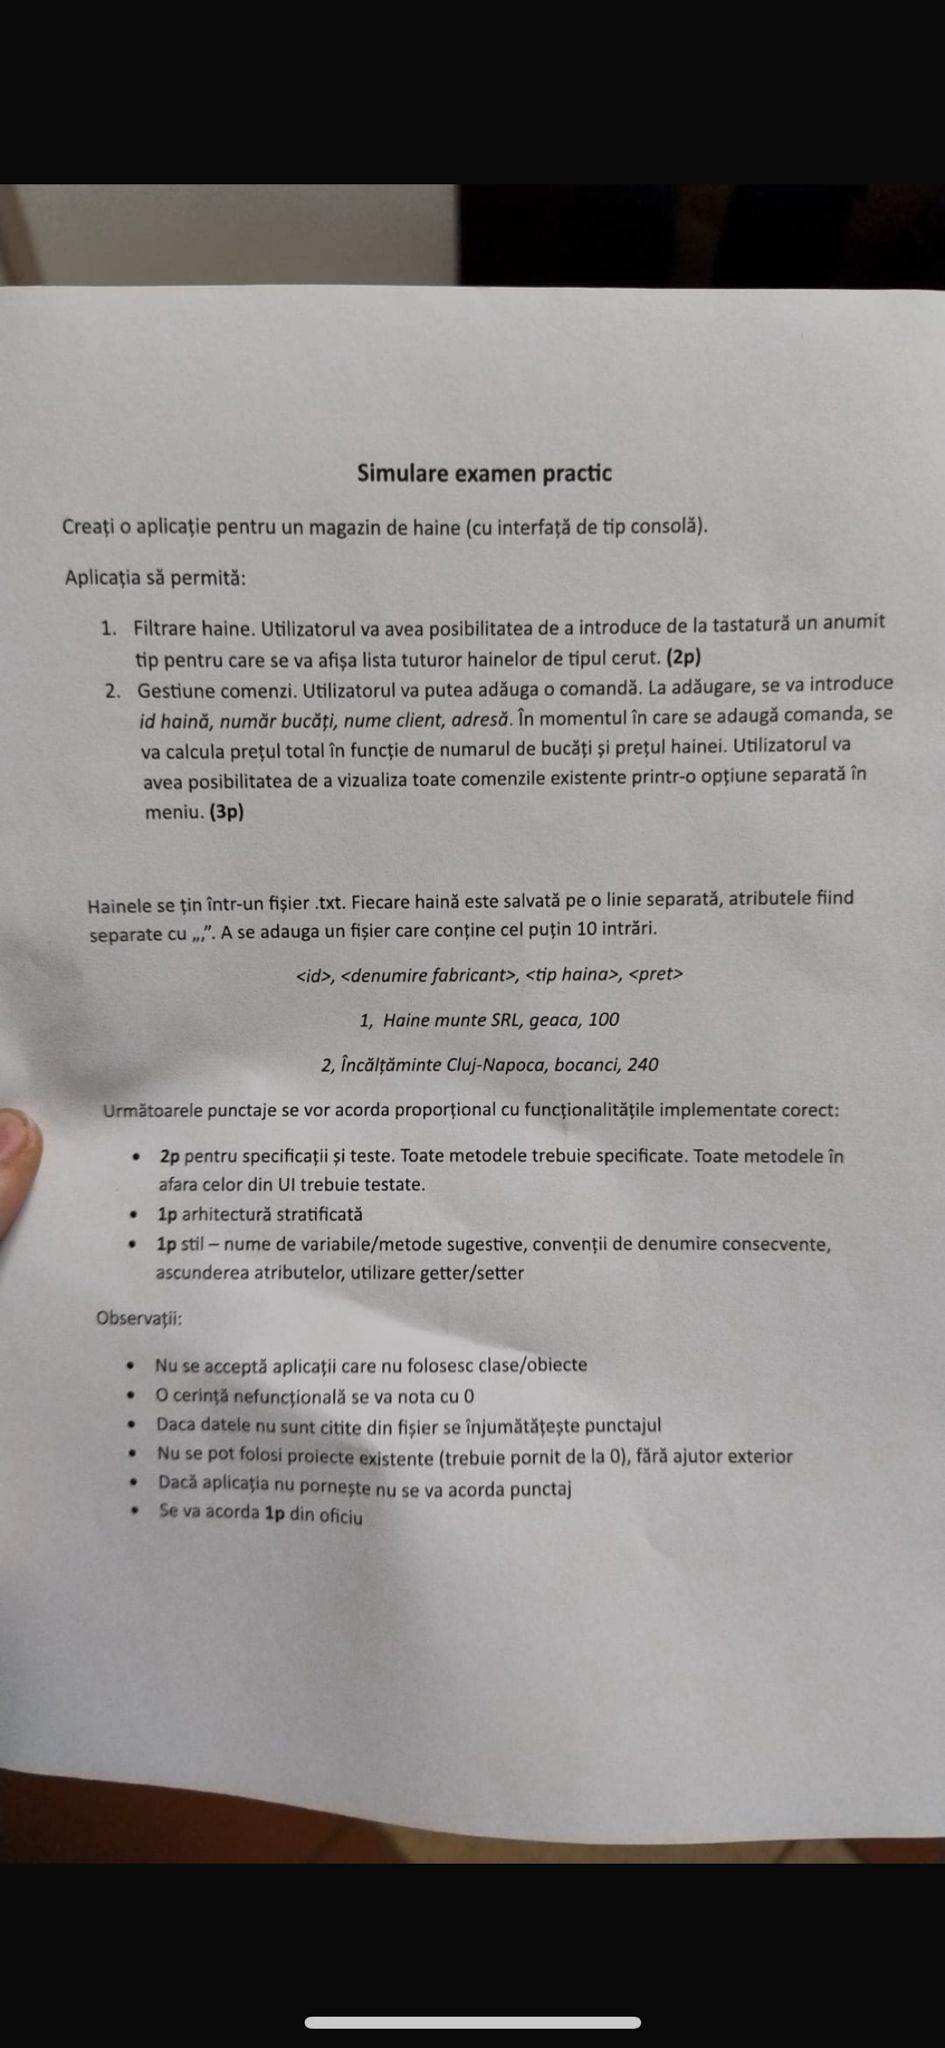 Simulare examen practic
Creați o aplicație pentru un magazin de haine (cu interfață de tip consolă).
Aplicația să permită:
1. Filtrare haine. Utilizatorul va avea posibilitatea de a introduce de la tastatură un anumit
tip pentru care se va afișa lista tuturor hainelor de tipul cerut. (2p)
2. Gestiune comenzi. Utilizatorul va putea adăuga o comandă. La adăugare, se va introduce
id haină, număr bucăți, nume client, adresă. În momentul în care se adaugă comanda, se
va calcula prețul total în funcție de numarul de bucăți și prețul hainei. Utilizatorul va
avea posibilitatea de a vizualiza toate comenzile existente printr-o opțiune separată în
meniu. (3p)
Hainele se țin într-un fișier .txt. Fiecare haină este salvată pe o linie separată, atributele fiind
separate cu „,”. A se adauga un fișier care conține cel puțin 10 intrări.
<id>, <denumire fabricant>, <tip haina>, <pret>
1, Haine munte SRL, geaca, 100
2, Încălțăminte Cluj-Napoca, bocanci, 240
Următoarele punctaje se vor acorda proporțional cu funcționalitățile implementate corect:
• 2p pentru specificații și teste. Toate metodele trebuie specificate. Toate metodele în
afara celor din UI trebuie testate.
• 1p arhitectură stratificată
• 1p stil – nume de variabile/metode sugestive, convenții de denumire consecvente,
ascunderea atributelor, utilizare getter/setter
Observații:
• Nu se acceptă aplicații care nu folosesc clase/obiecte
• O cerință nefuncțională se va nota cu 0
• Daca datele nu sunt citite din fișier se înjumătățește punctajul
• Nu se pot folosi proiecte existente (trebuie pornit de la 0), fără ajutor exterior
• Dacă aplicația nu pornește nu se va acorda punctaj
• Se va acorda 1p din oficiu